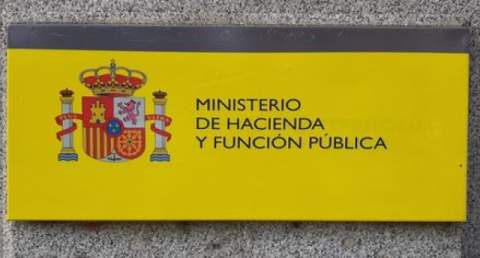 MINISTERIO
DE HACIENDA
Y FUNCIÓN PÚBLICA